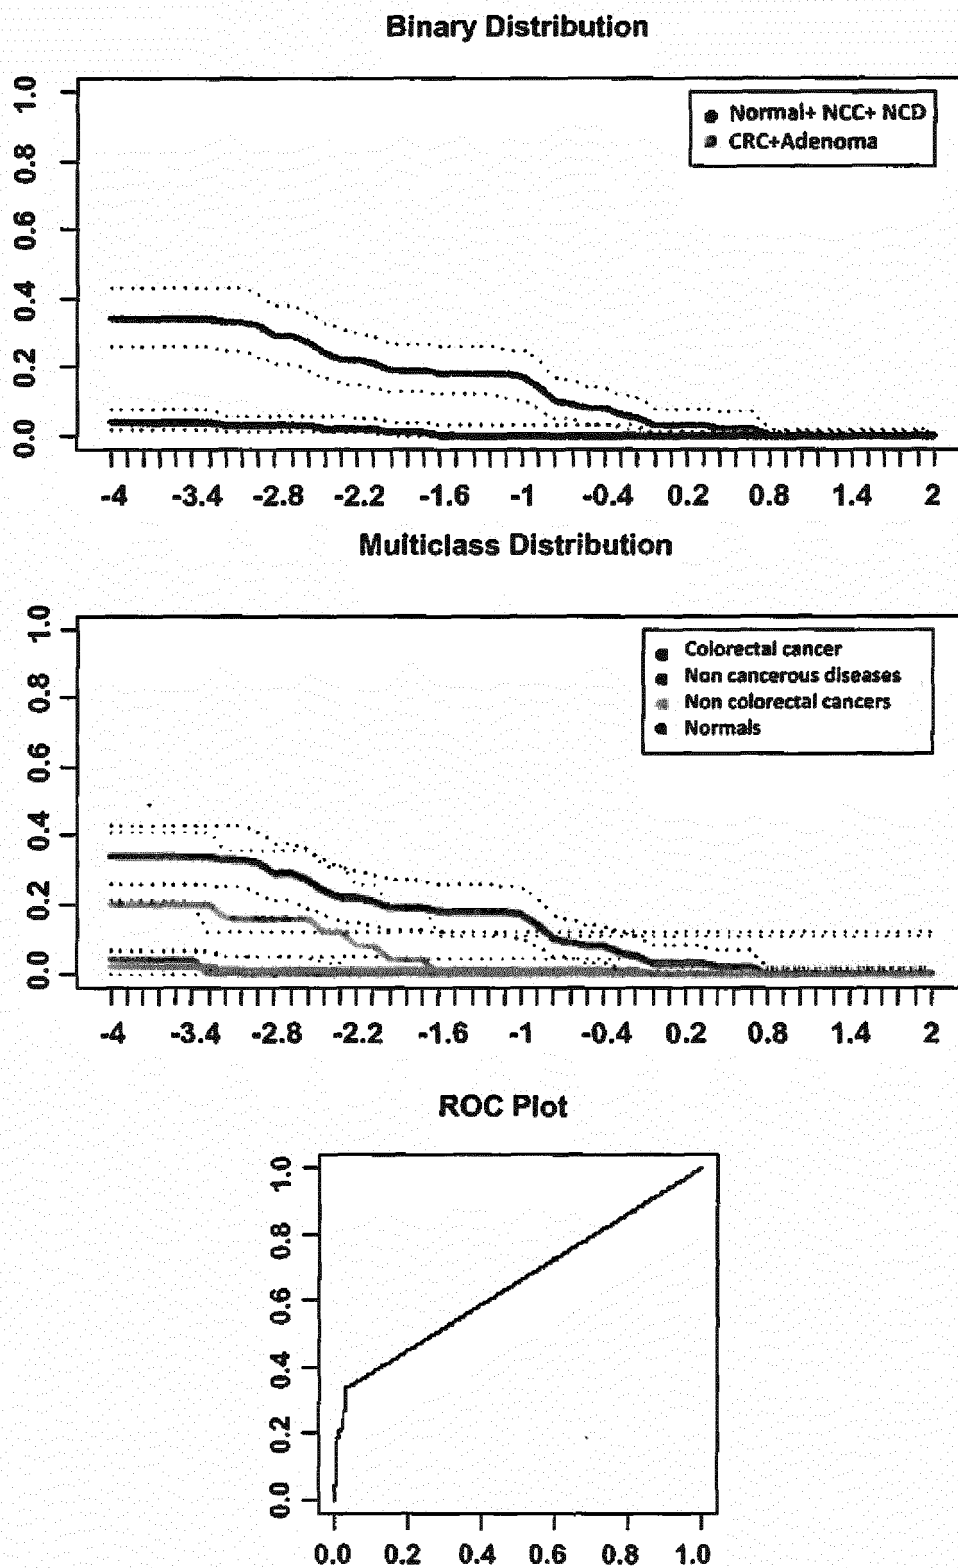 Binary Distribution
1.0
0.8
0.6
0.4
0.2
0.0
Normal+ NCC+ NCD
CRC+Adenoma
-4 -3.4 -2.8 -2.2 -1.6 -1 -0.4 0.2 0.8 1.4 2
Multiclass Distribution
1.0
0.8
0.6
0.4
0.2
0.0
Colorectal cancer
Non cancerous diseases
Non colorectal cancers
Normals
-4 -3.4 -2.8 -2.2 -1.6 -1 -0.4 0.2 0.8 1.4 2
ROC Plot
1.0
0.8
0.6
0.4
0.2
0.0
0.0 0.2 0.4 0.6 0.8 1.0